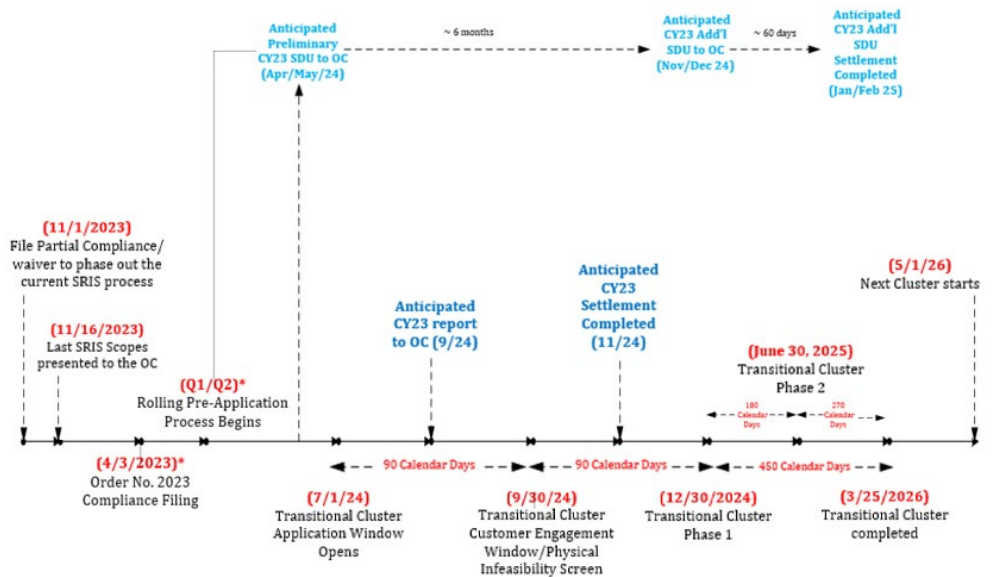 Anticipated
Preliminary
CY23 SDU to OC
(Apr/May/24)
~ 6 months
Anticipated
CY23 Add'l
SDU to OC
(Nov/Dec 24)
~ 60 days
Anticipated
CY23 Add'l
SDU
Settlement
Completed
(Jan/Feb 25)
(11/1/2023)
File Partial Compliance/
waiver to phase out the
current SRIS process
(11/16/2023)
Last SRIS Scopes
presented to the OC
(Q1/Q2)*
Rolling Pre-Application
Process Begins
Anticipated
CY23 report
to OC (9/24)
Anticipated
CY23
Settlement
Completed
(11/24)
(June 30, 2025)
Transitional Cluster
Phase 2
180
Calendar
Days
270
Calendar
Days
(5/1/26)
Next Cluster starts
(4/3/2023)*
Order No. 2023
Compliance Filing
90 Calendar Days
90 Calendar Days
450 Calendar Days
(7/1/24)
Transitional Cluster
Application Window
Opens
(9/30/24)
Transitional Cluster
Customer Engagement
Window/Physical
Infeasibility Screen
(12/30/2024)
Transitional Cluster
Phase 1
(3/25/2026)
Transitional Cluster
completed